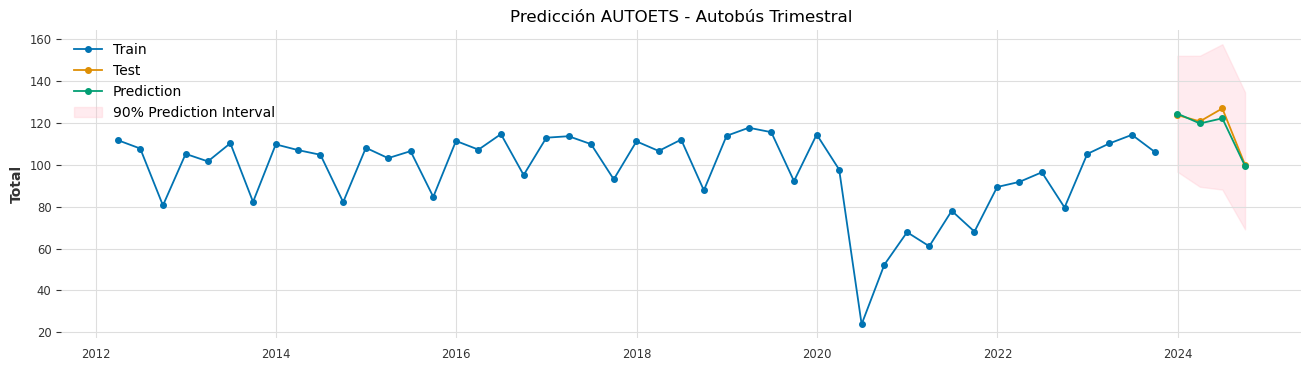 Predicción AUTOETS - Autobús Trimestral
Total
160
140
120
100
80
60
40
20
Train
Test
Prediction
90% Prediction Interval
2012
2014
2016
2018
2020
2022
2024